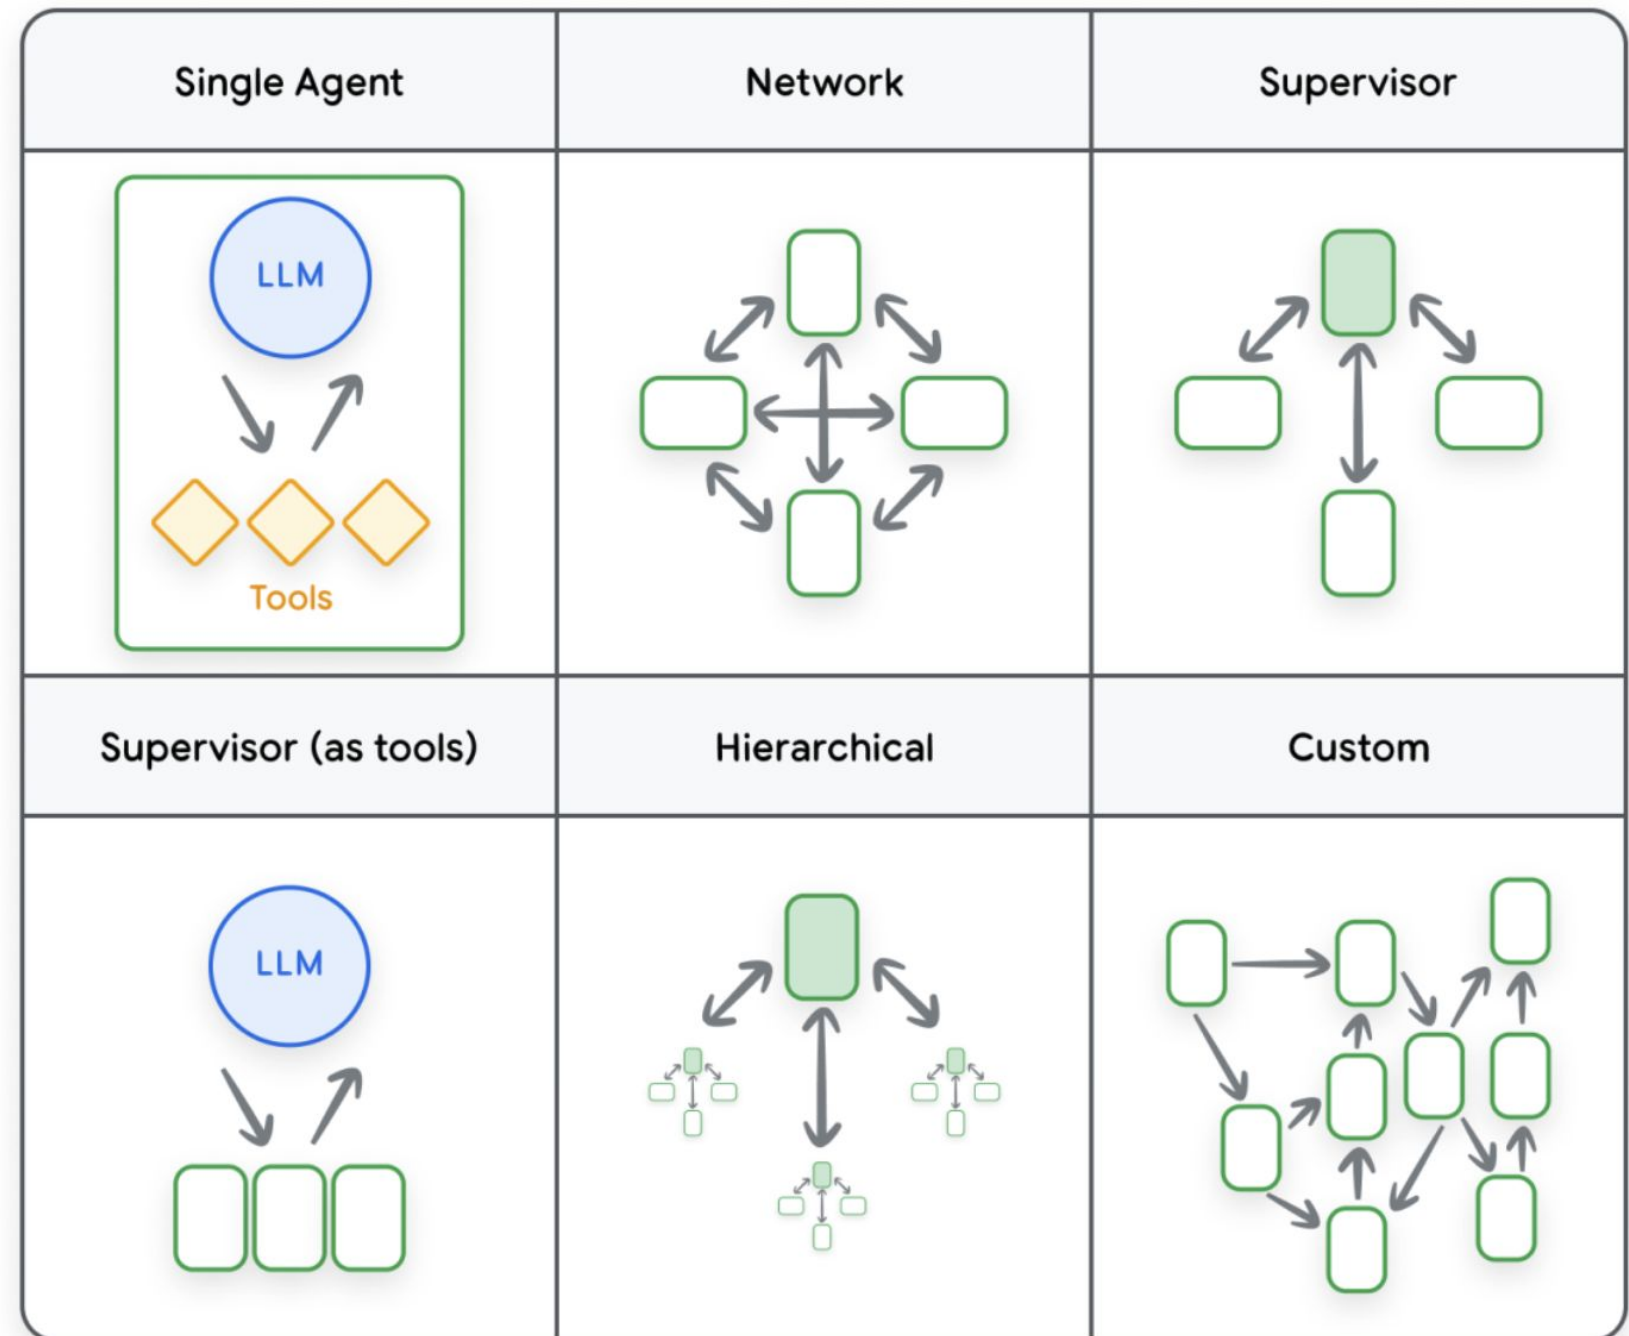 Single Agent
Network
Supervisor
LLM
Tools
Supervisor (as tools)
Hierarchical
Custom
LLM